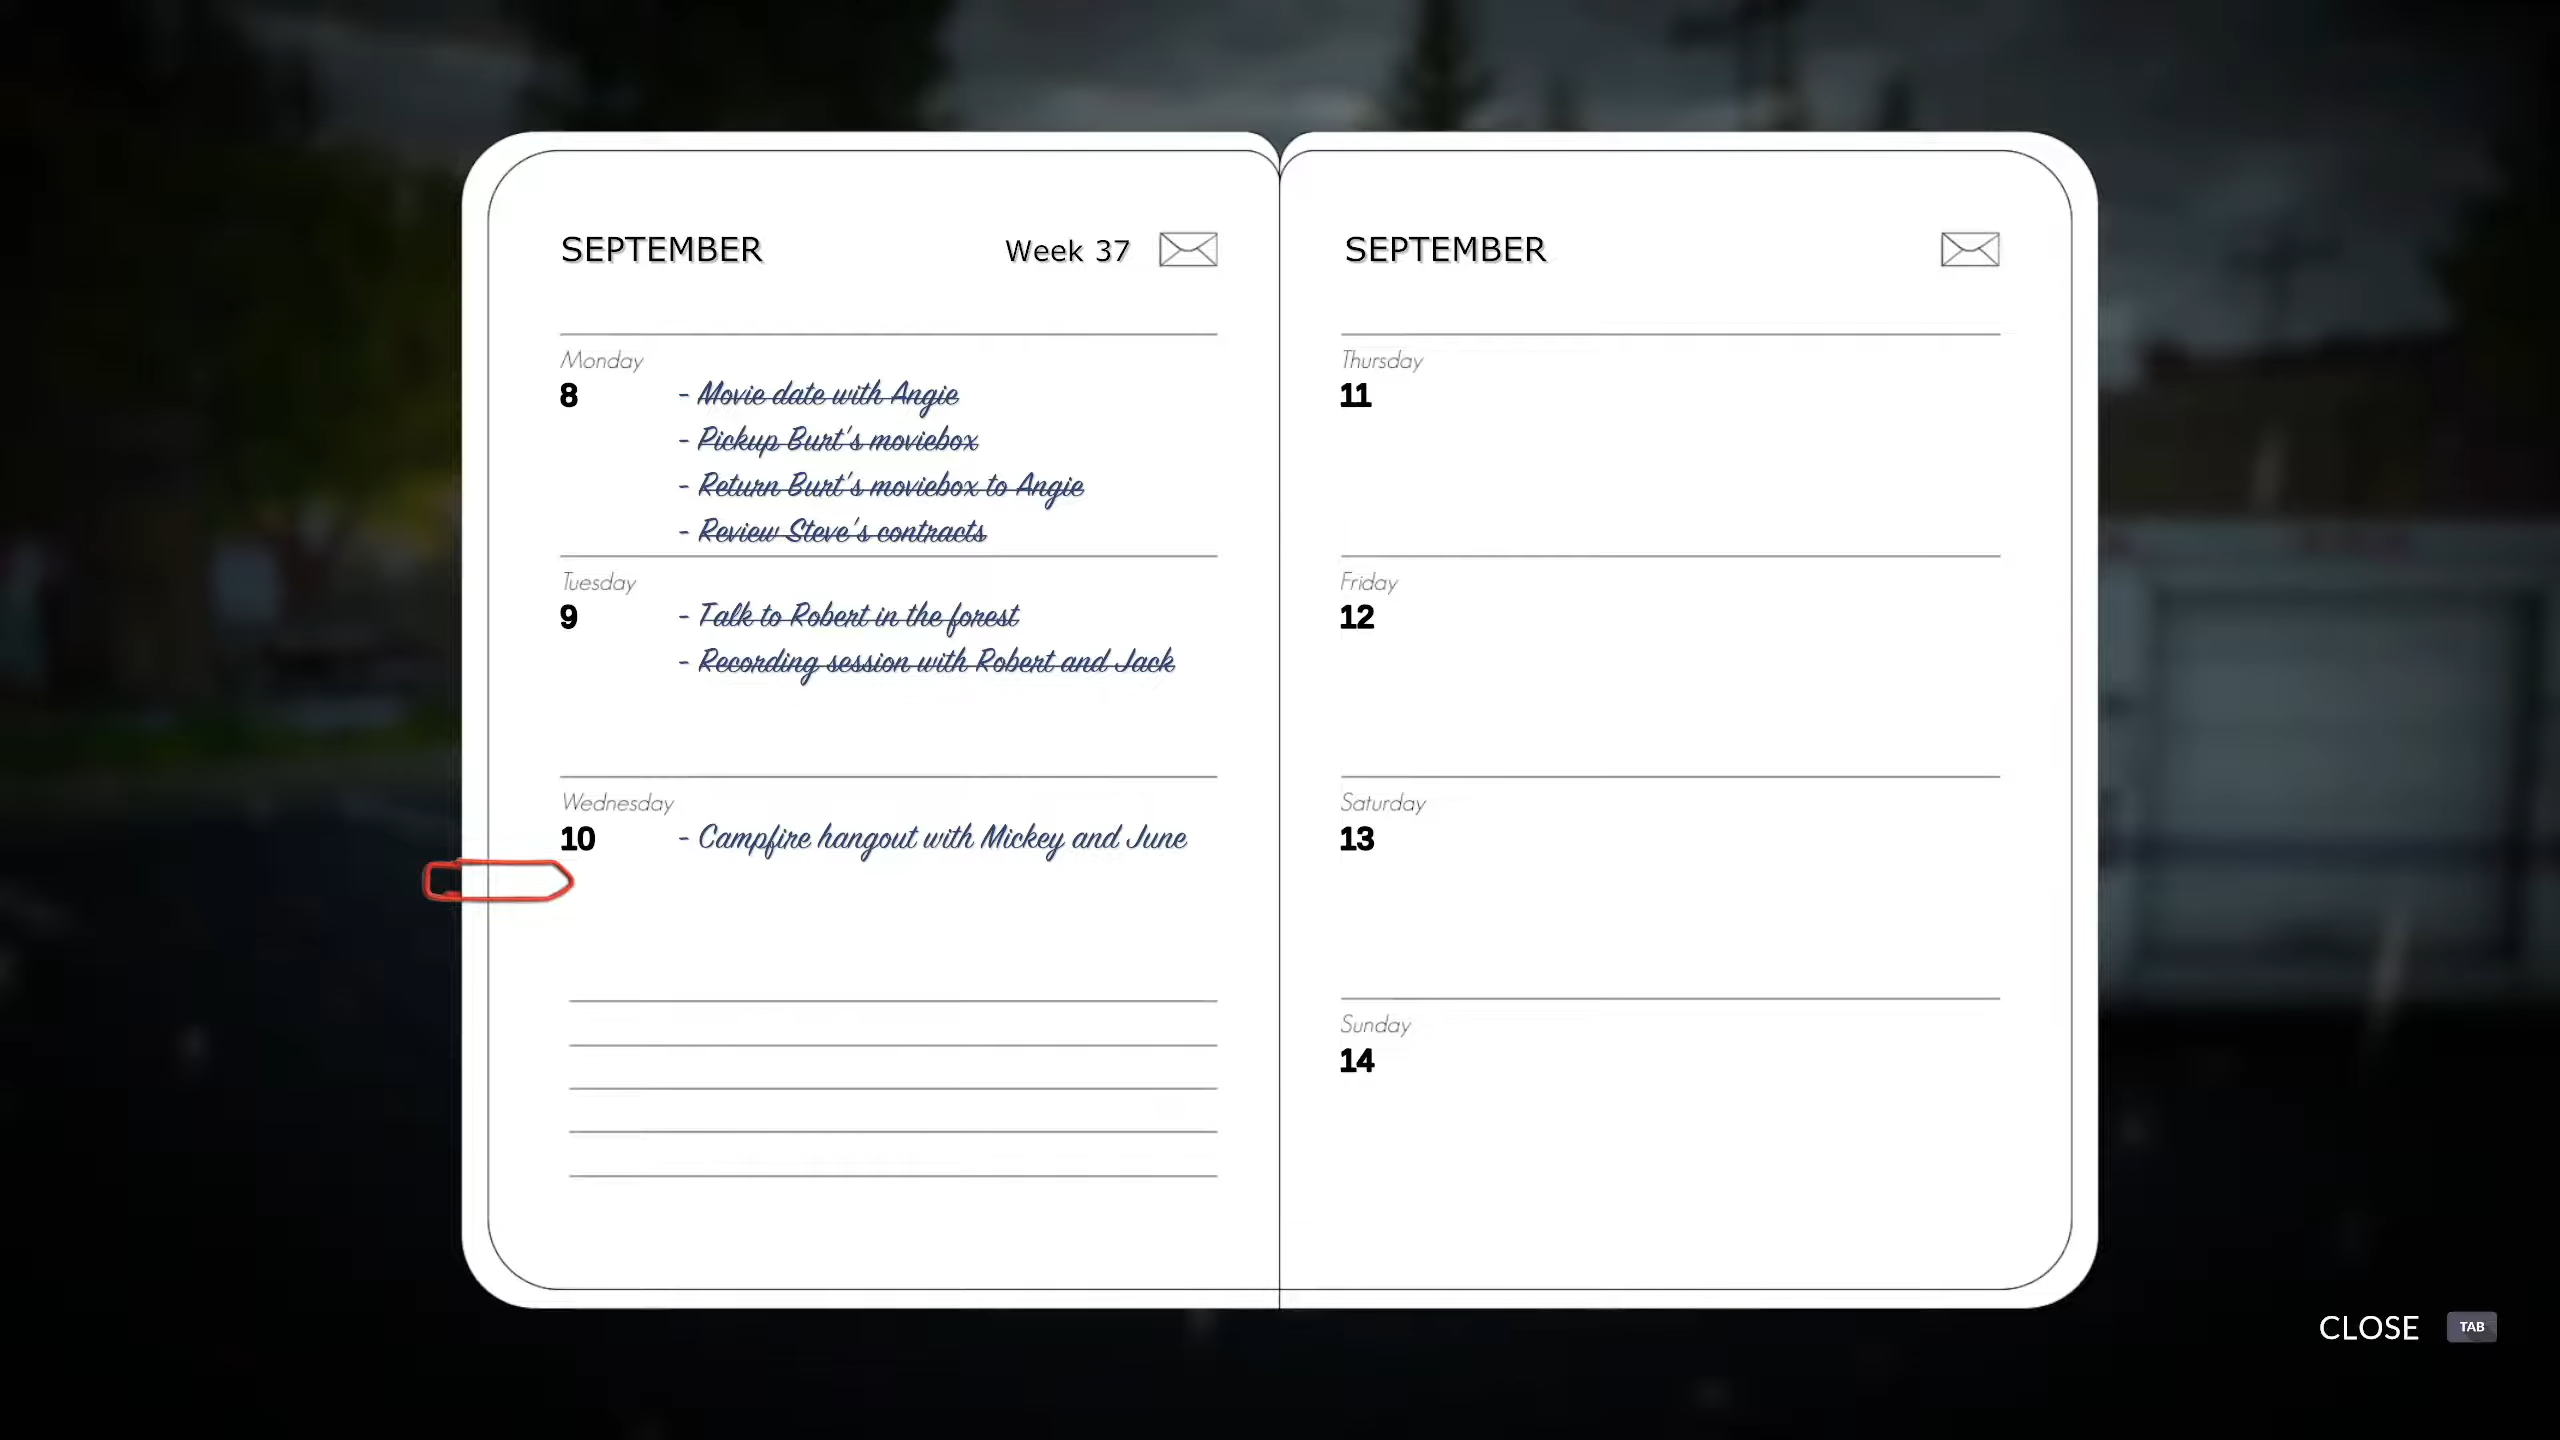 SEPTEMBER Week 37
Monday
8 - Movie date with Angie
- Pickup Burt's moviebox
- Return Burt's moviebox to Angie
- Review Steve's contracts
Tuesday
9 - Talk to Robert in the forest
- Recording session with Robert and Jack
Wednesday
10 - Campfire hangout with Mickey and June
SEPTEMBER
Thursday
11
Friday
12
Saturday
13
Sunday
14
CLOSE TAB